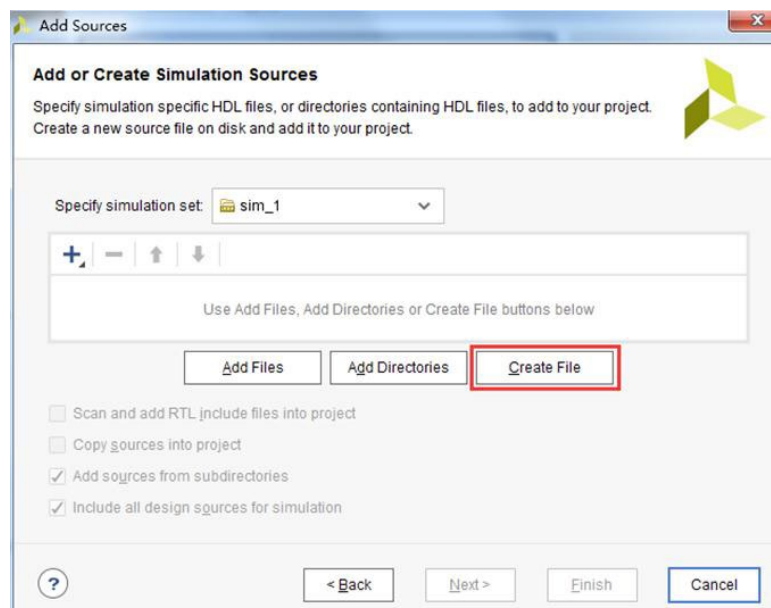 Add Sources
Add or Create Simulation Sources
Specify simulation specific HDL files, or directories containing HDL files, to add to your project.
Create a new source file on disk and add it to your project.
Specify simulation set: sim_1
Use Add Files, Add Directories or Create File buttons below
Add Files Add Directories Create File
Scan and add RTL include files into project
Copy sources into project
Add sources from subdirectories
Include all design sources for simulation
? < Back Next > Finish Cancel